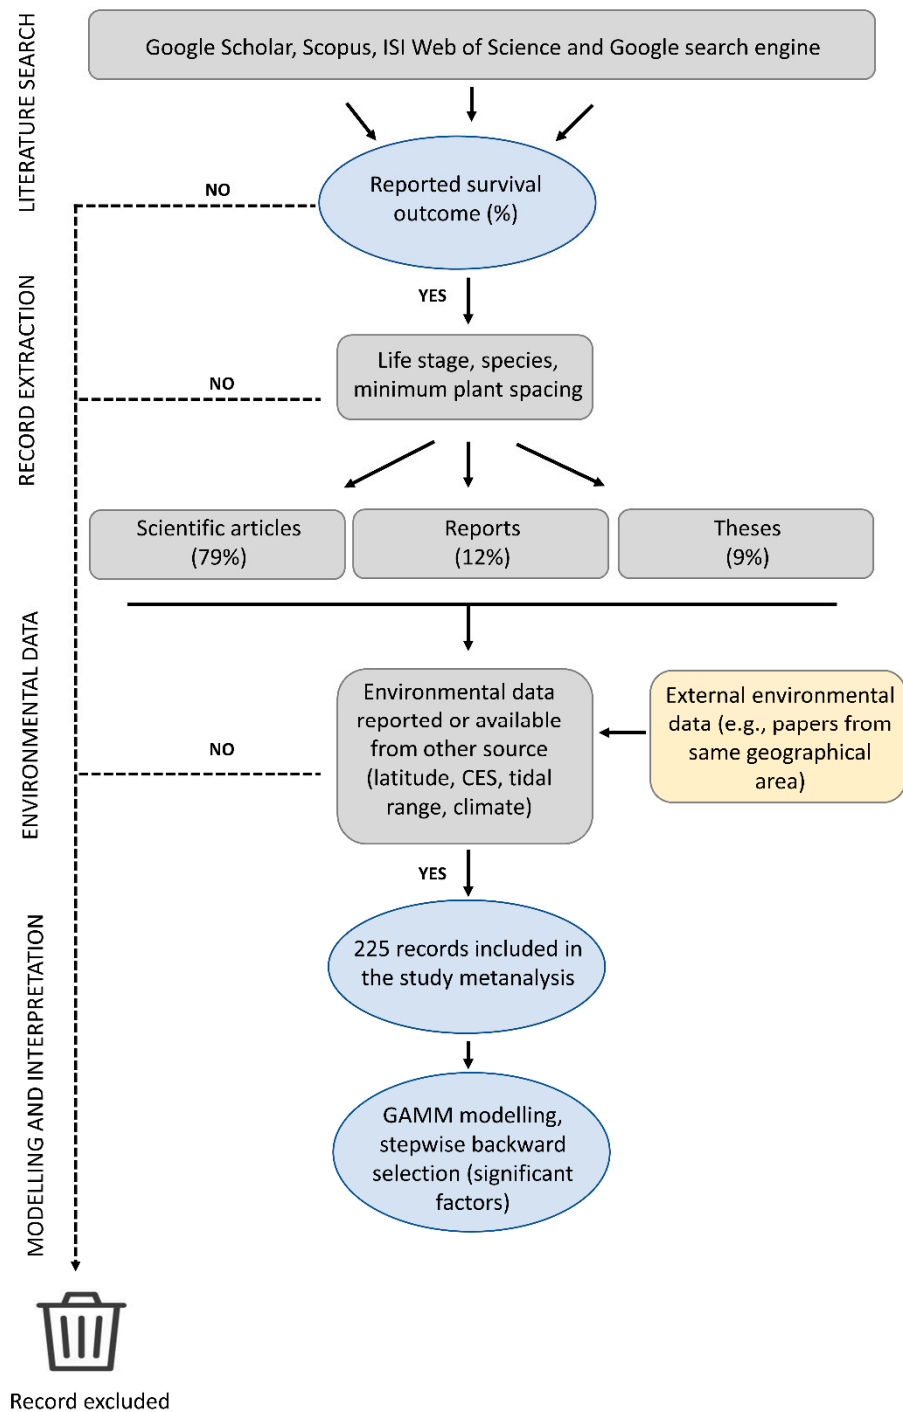 LITERATURE SEARCH
Google Scholar, Scopus, ISI Web of Science and Google search engine
Reported survival
outcome (%)
NO
YES
RECORD EXTRACTION
Life stage, species,
minimum plant spacing
NO
Scientific articles
(79%)
Reports
(12%)
Theses
(9%)
ENVIRONMENTAL DATA
Environmental data
reported or available
from other source
(latitude, CES, tidal
range, climate)
External environmental
data (e.g., papers from
same geographical
area)
NO
YES
MODELLING AND INTERPRETATION
225 records included in
the study metanalysis
GAMM modelling,
stepwise backward
selection (significant
factors)
Record excluded